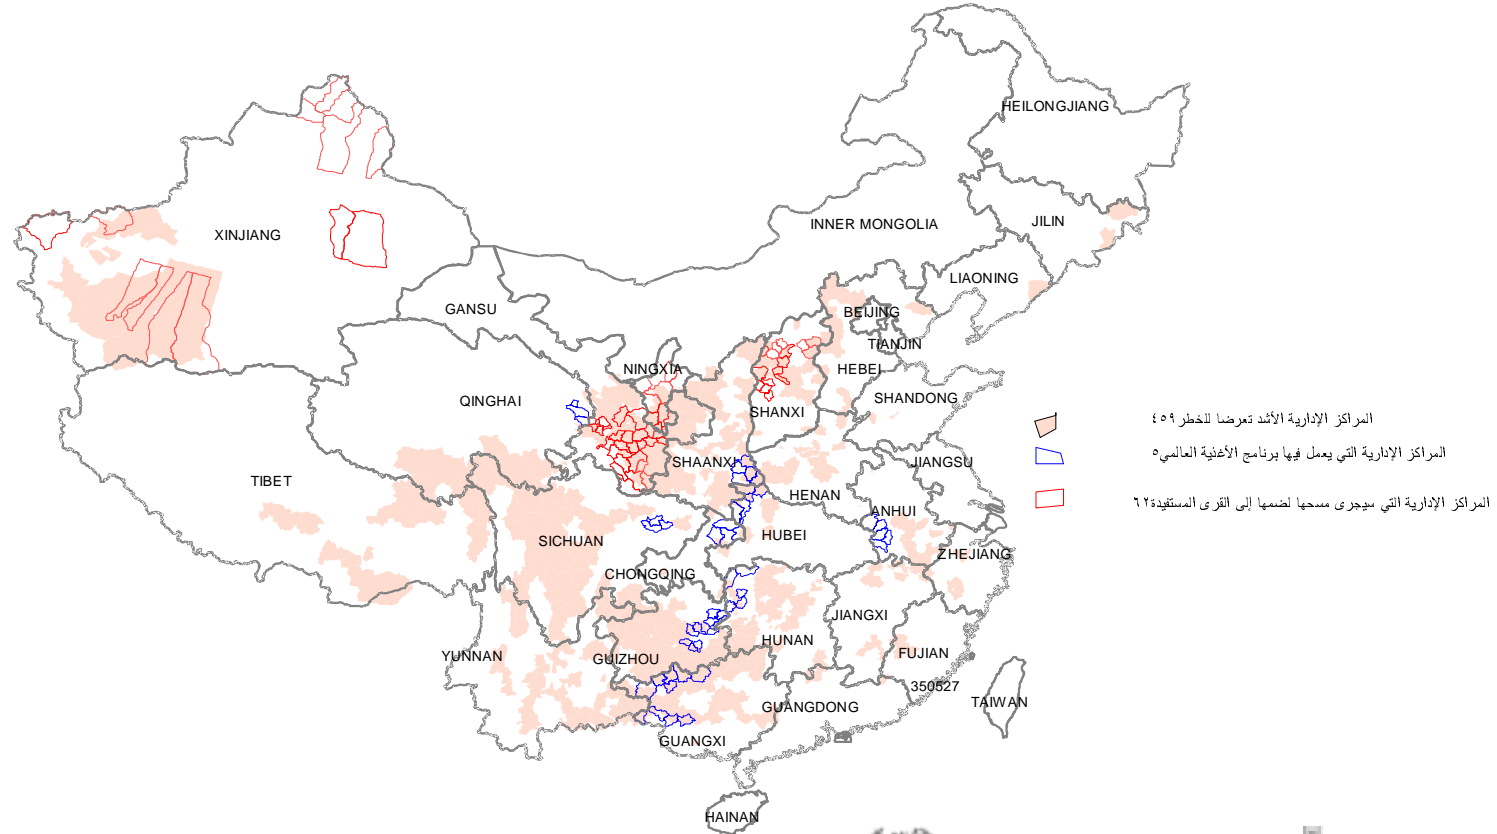 HEILONGJIANG
JILIN
INNER MONGOLIA
XINJIANG
LIAONING
GANSU
BEIJING
TIANJIN
NINGXIA
HEBEI
QINGHAI
SHANDONG
SHANXI
المراكز الإدارية الأشد تعرضا للخطر ٤٥٩
المراكز الإدارية التي يعمل فيها برنامج الأغذية العالمي٥
المراكز الإدارية التي سيجرى مسحها لضمها إلى القرى المستفيدة٦٢
SHAANXI
JIANGSU
TIBET
HENAN
ANHUI
SICHUAN
HUBEI
ZHEJIANG
CHONGQING
JIANGXI
HUNAN
YUNNAN
GUIZHOU
FUJIAN
350527
TAIWAN
GUANGDONG
GUANGXI
HAINAN